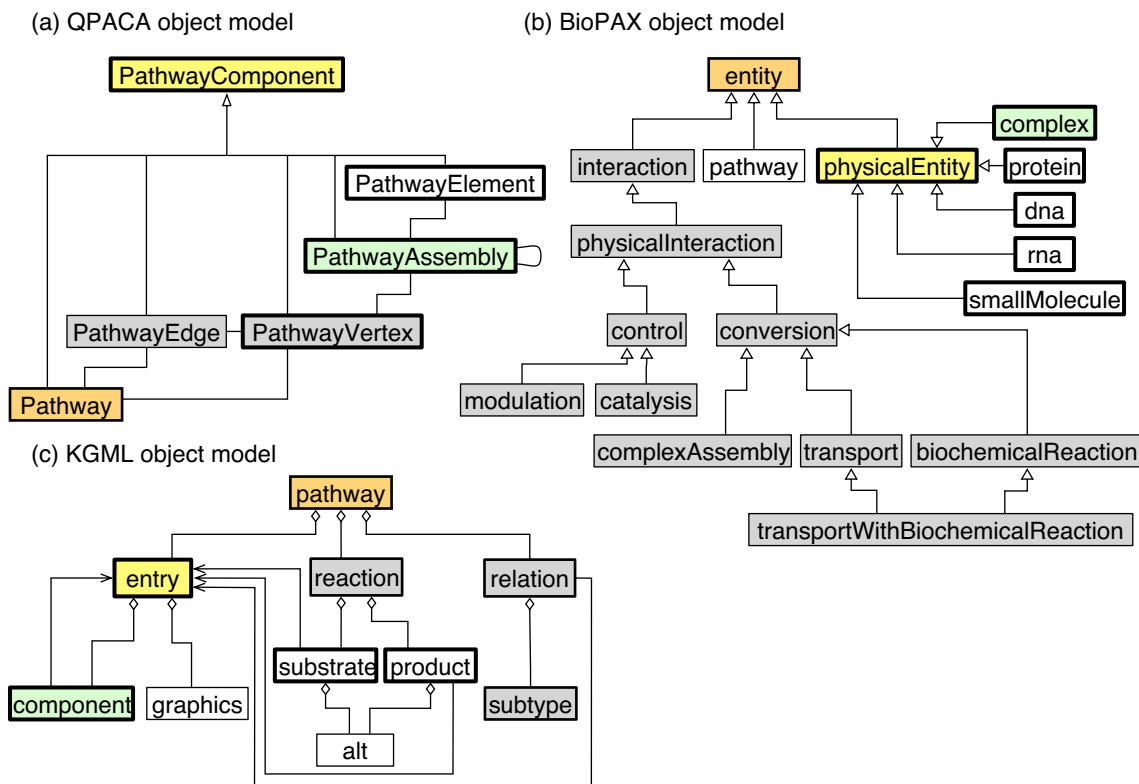 (a) QPACA object model
PathwayComponent
PathwayElement
PathwayAssembly
PathwayEdge
PathwayVertex
Pathway
(b) BioPAX object model
entity
complex
interaction
pathway
physicalEntity
protein
dna
physicalInteraction
rna
smallMolecule
control
conversion
modulation
catalysis
complexAssembly
transport
biochemicalReaction
transportWithBiochemicalReaction
(c) KGML object model
pathway
entry
reaction
relation
substrate
product
component
graphics
subtype
alt